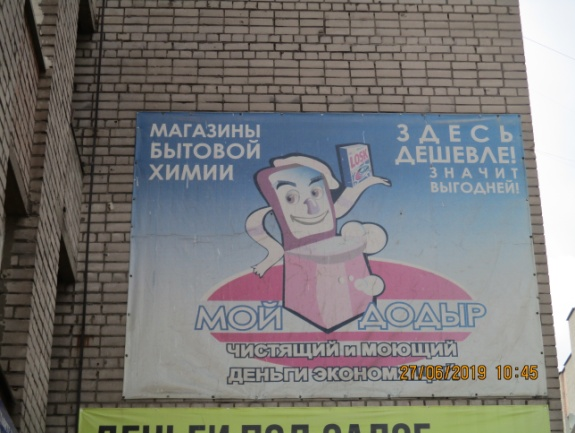 МАГАЗИНЫ
БЫТОВОЙ
ХИМИИ
ЗДЕСЬ
ДЕШЕВЛЕ!
ЗНАЧИТ
ВЫГОДНЕЙ!
LOSK
МОЙ ДОДЫР
ЧИСТЯЩИЙ и МОЮЩИЙ
ДЕНЬГИ
27/06/2019 10:45
ДЕНЬГИ ПОД ЗАЛОГ